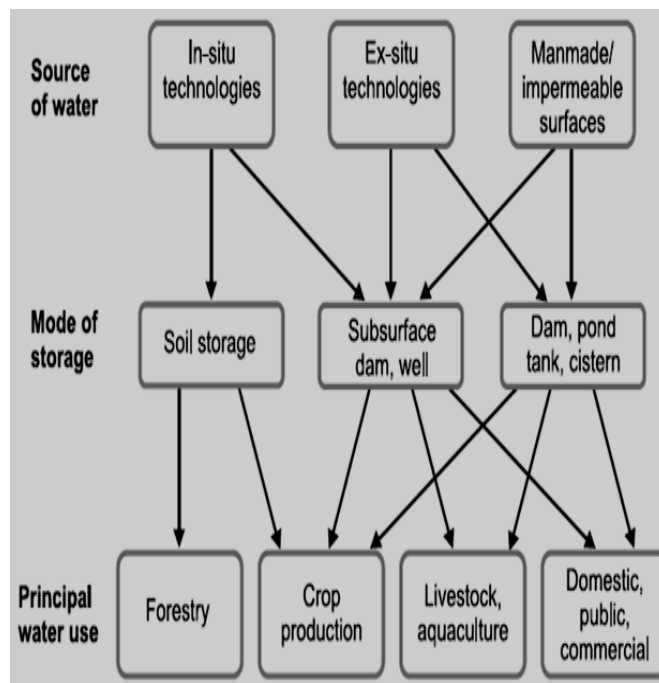 Source
of water
In-situ
technologies
Ex-situ
technologies
Manmade/
impermeable
surfaces
Mode of
storage
Soil storage
Subsurface
dam, well
Dam, pond
tank, cistern
Principal
water use
Forestry
Crop
production
Livestock,
aquaculture
Domestic,
public,
commercial